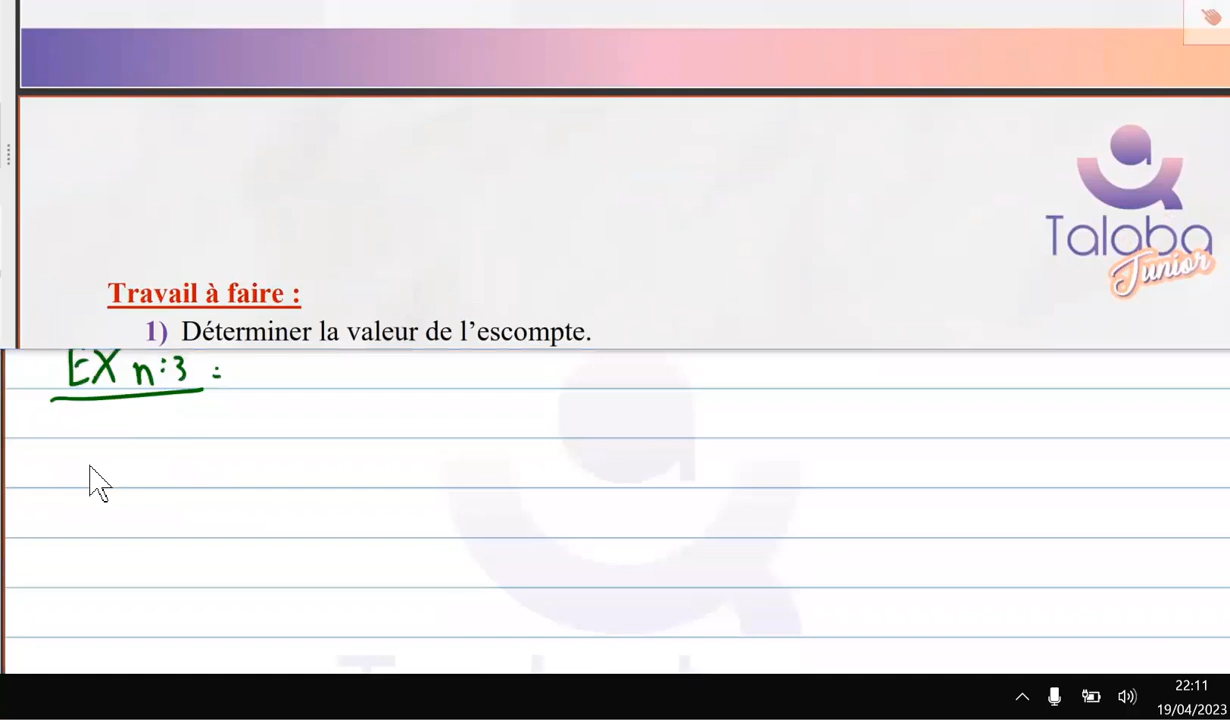 Talaba
Junior
Travail à faire :
1) Déterminer la valeur de l’escompte.
EX n:3 :
22:11
19/04/2023